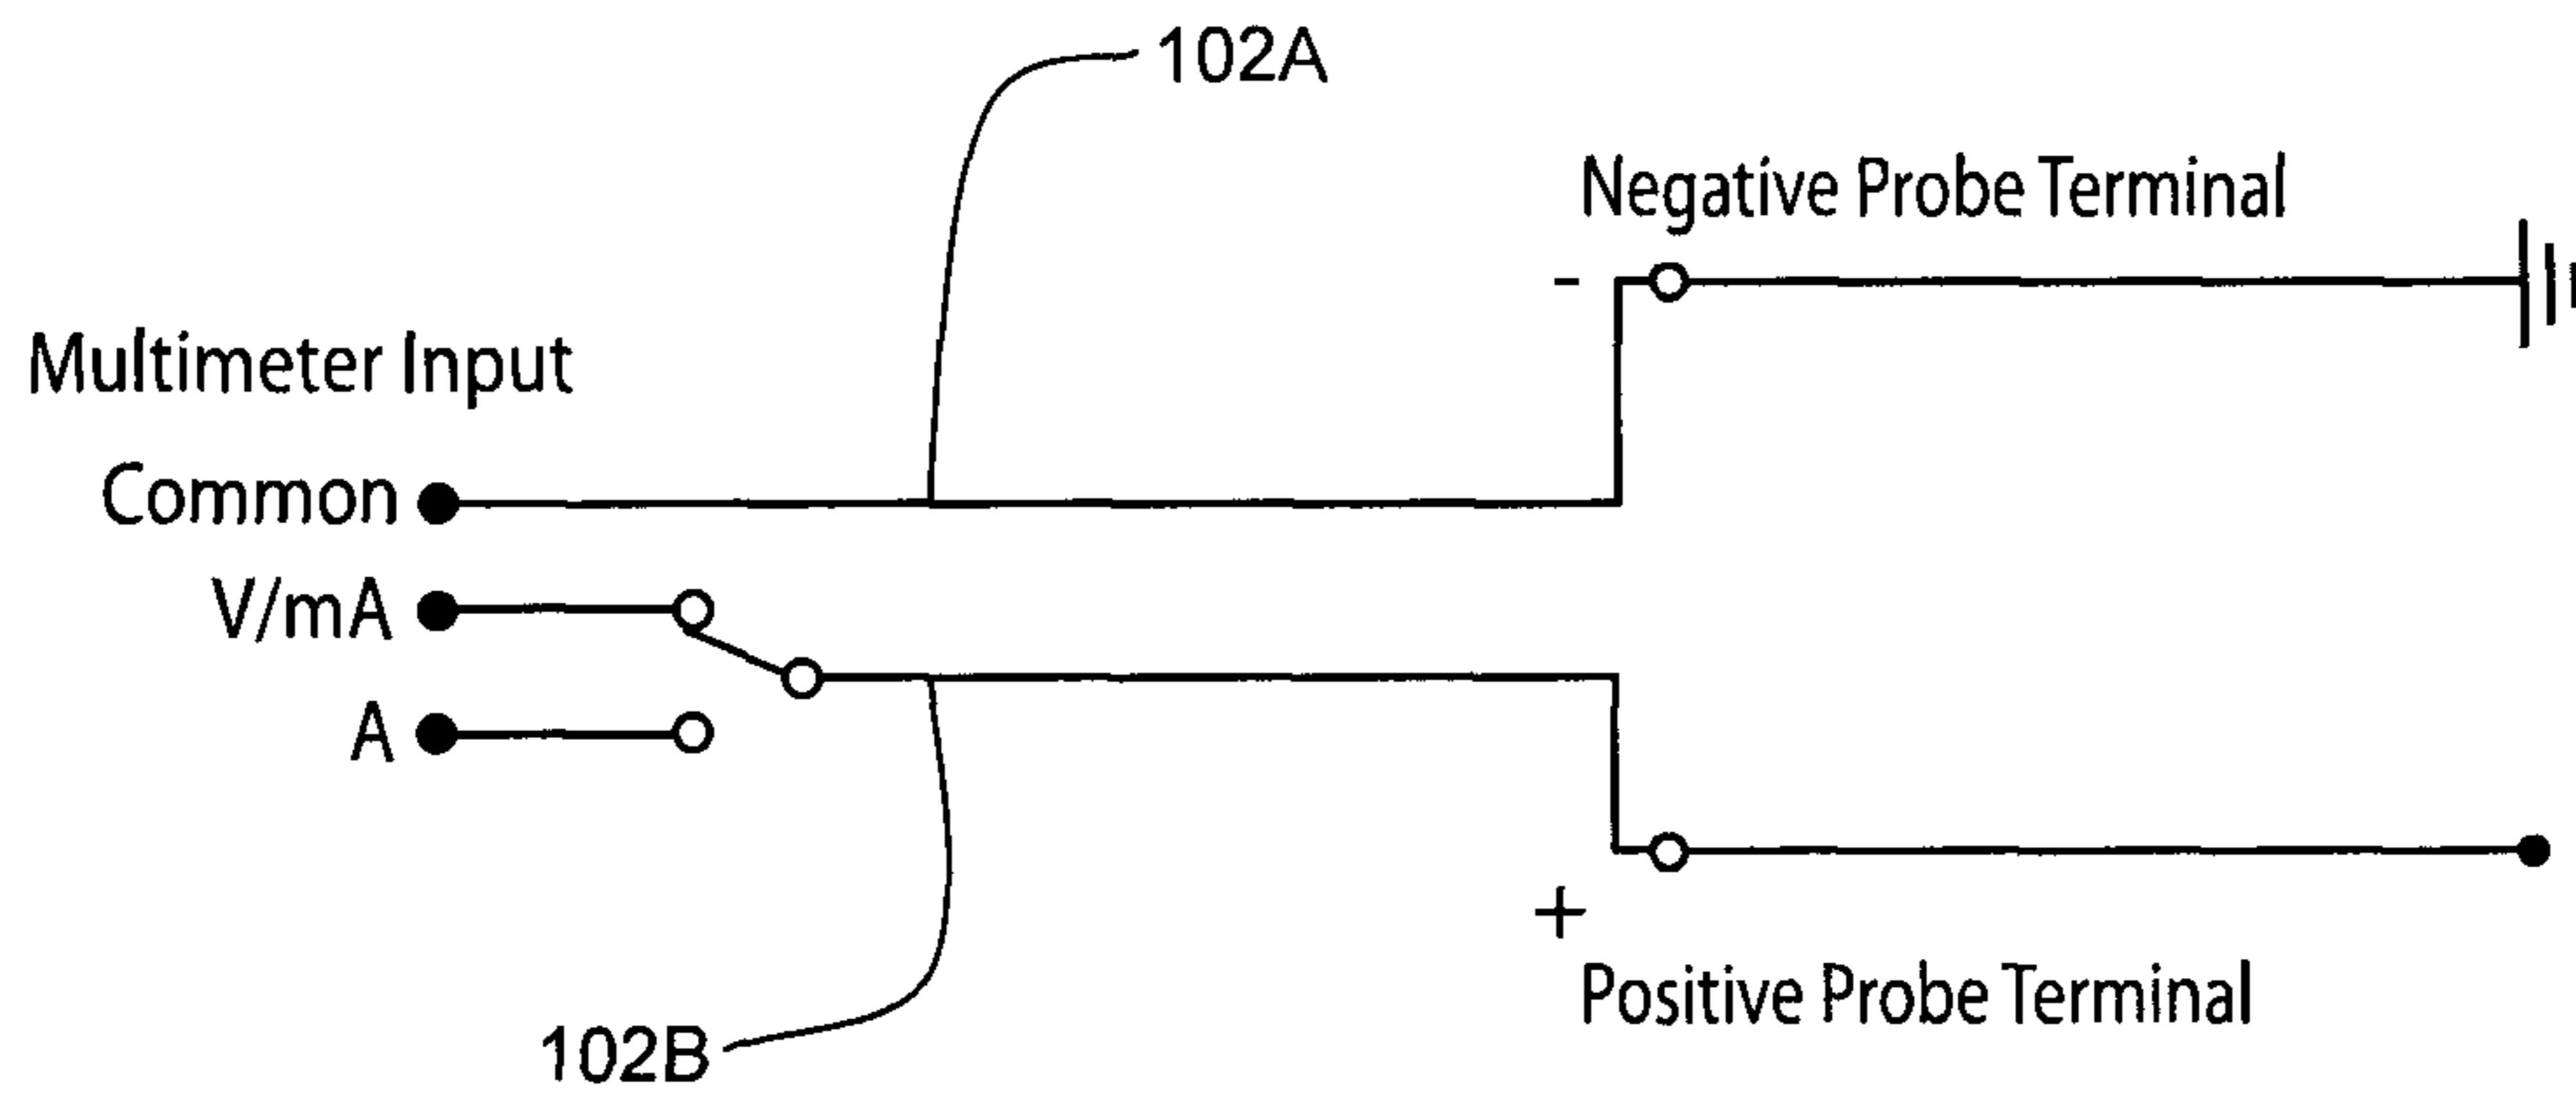 102A
Negative Probe Terminal
-
Multimeter Input
Common
V/mA
A
+
Positive Probe Terminal
102B